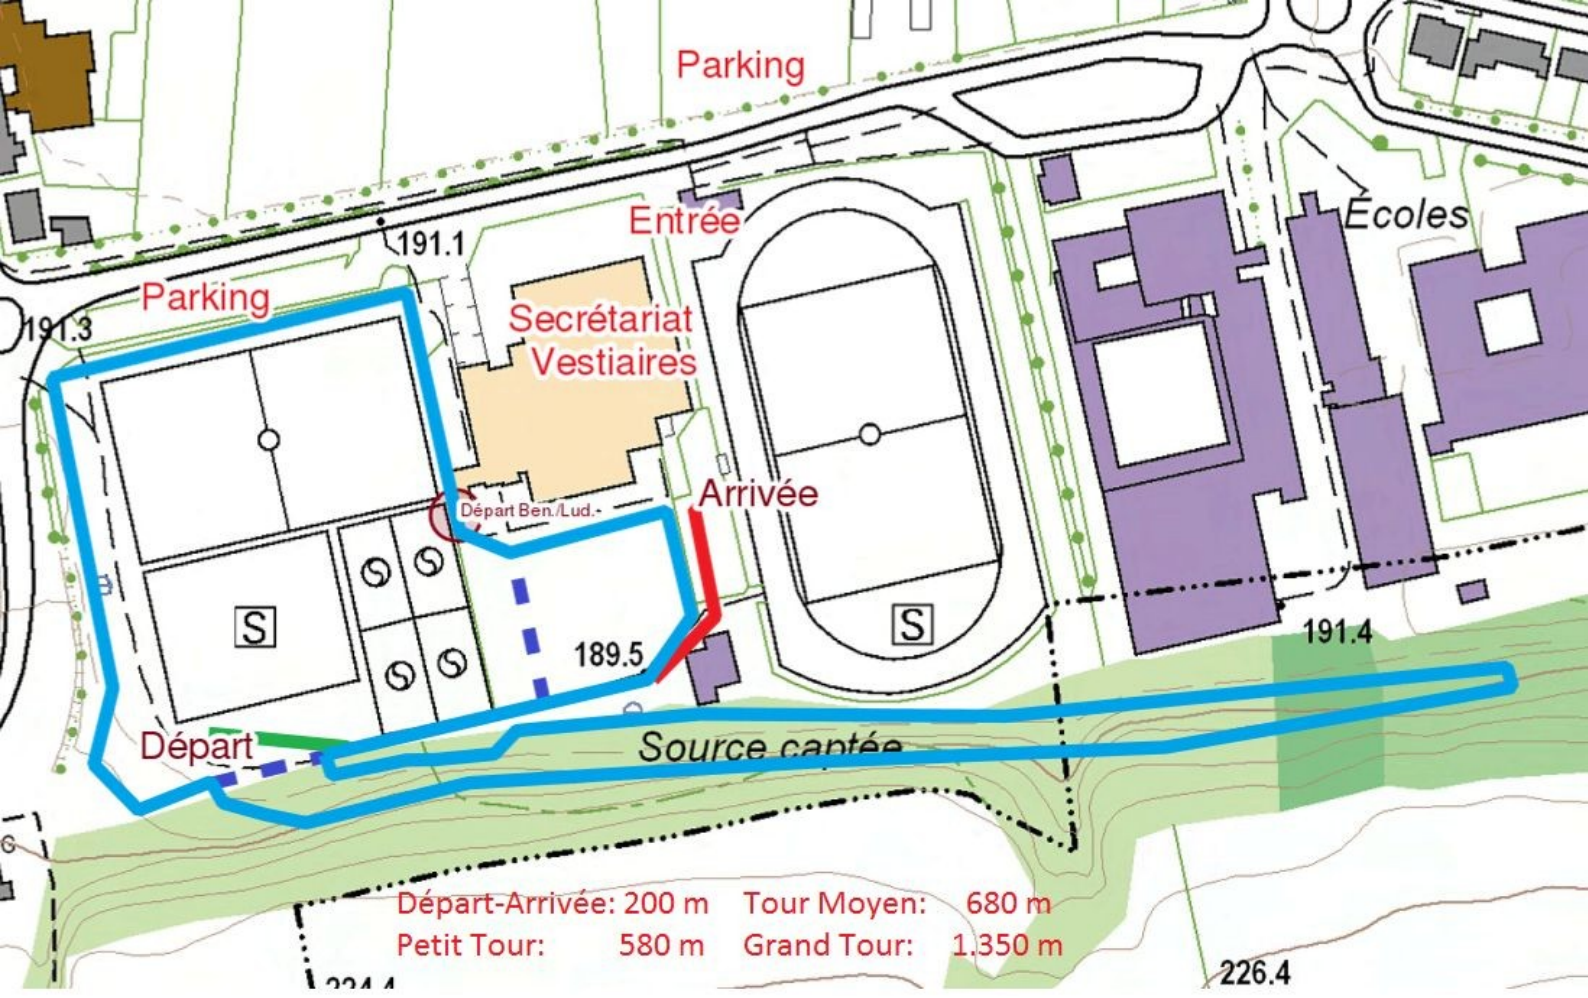 Parking
Entrée
Écoles
191.1
Parking
191.3
Secrétariat
Vestiaires
Arrivée
Départ Ben./Lud.-
S
S
189.5
191.4
Départ
Source captée
Départ-Arrivée: 200 m Tour Moyen: 680 m
Petit Tour: 580 m Grand Tour: 1.350 m
226.4